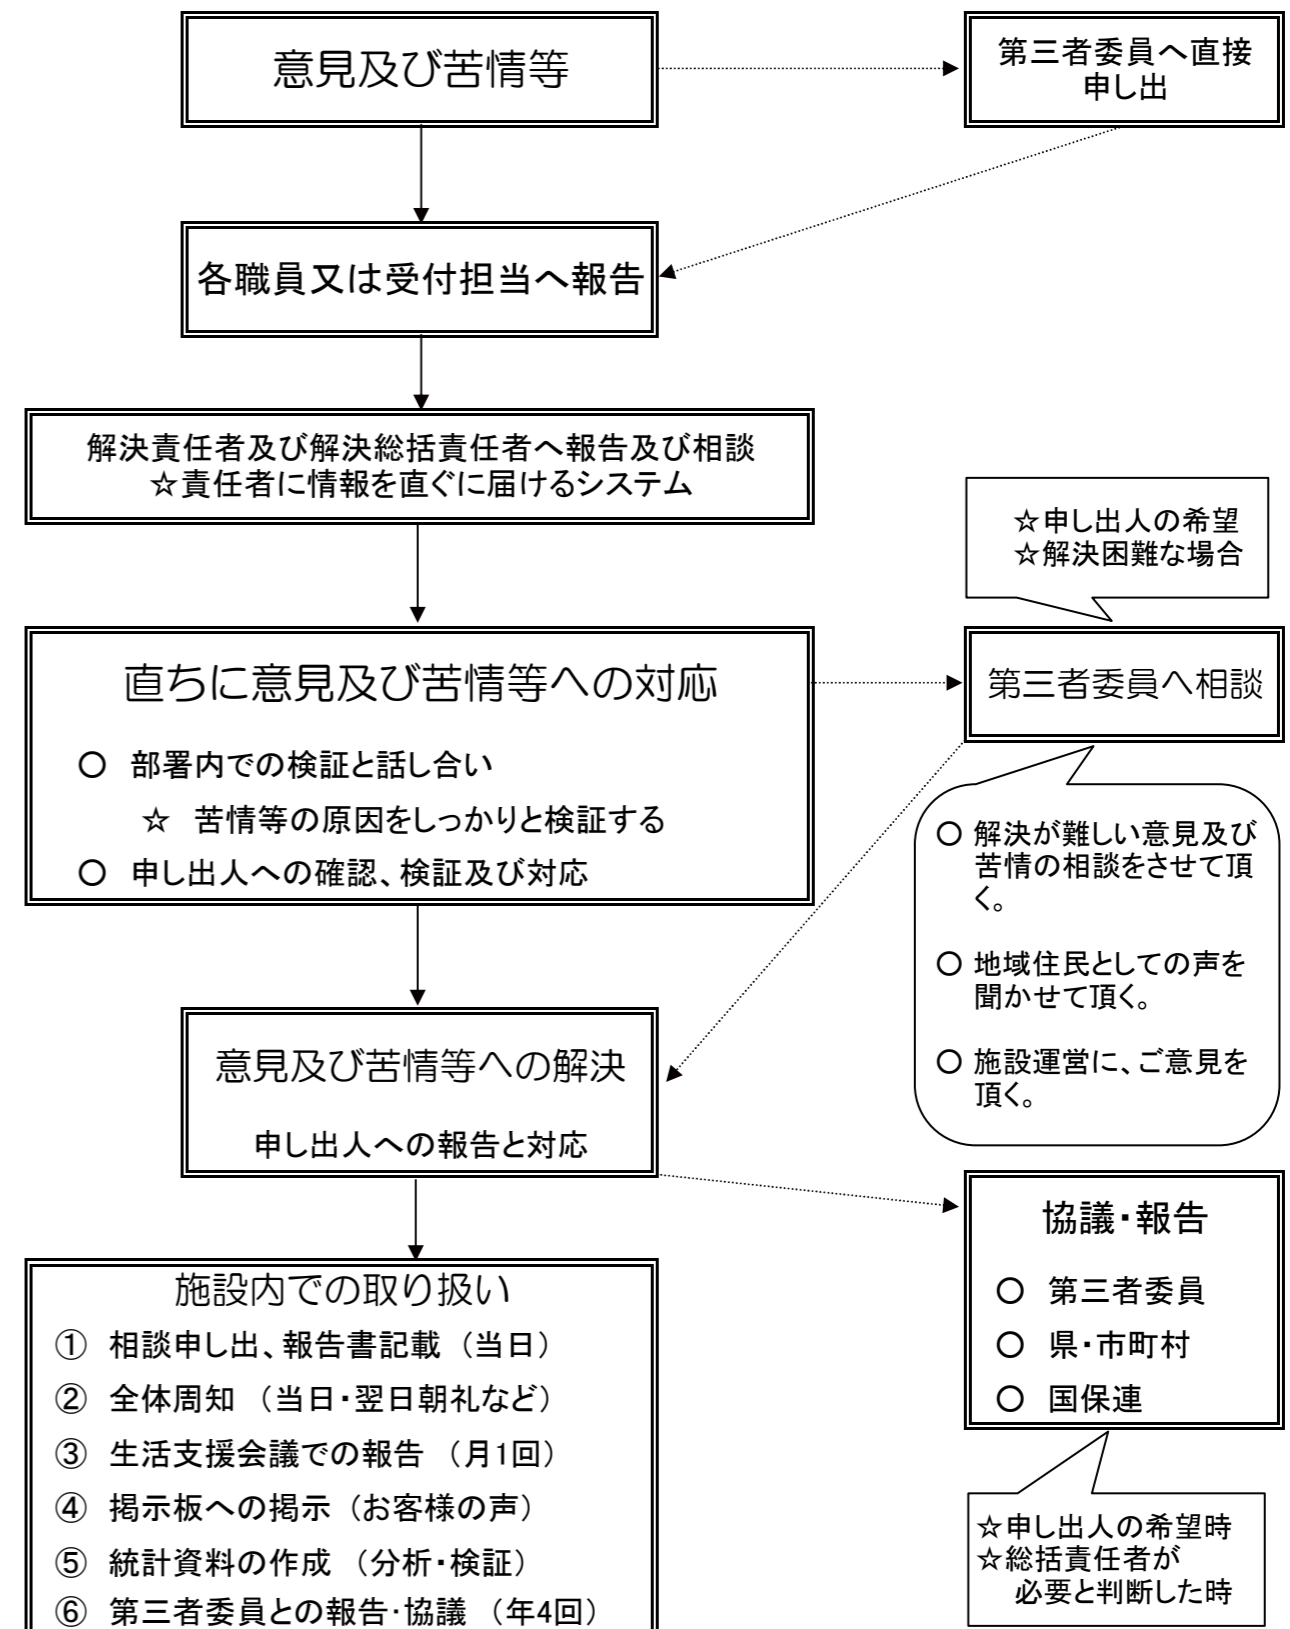 意見及び苦情等
第三者委員へ直接
申し出
各職員又は受付担当へ報告
解決責任者及び解決総括責任者へ報告及び相談
☆責任者に情報を直ぐに届けるシステム
☆申し出人の希望
☆解決困難な場合
直ちに意見及び苦情等への対応
○ 部署内での検証と話し合い
☆ 苦情等の原因をしっかりと検証する
○ 申し出人への確認、検証及び対応
第三者委員へ相談
○ 解決が難しい意見及び
苦情の相談をさせて頂
く。
○ 地域住民としての声を
聞かせて頂く。
○ 施設運営に、ご意見を
頂く。
意見及び苦情等への解決
申し出人への報告と対応
協議・報告
○ 第三者委員
○ 県・市町村
○ 国保連
施設内での取り扱い
① 相談申し出、報告書記載 (当日)
② 全体周知 (当日・翌日朝礼など)
③ 生活支援会議での報告 (月1回)
④ 掲示板への掲示 (お客様の声)
⑤ 統計資料の作成 (分析・検証)
⑥ 第三者委員との報告・協議 (年4回)
☆申し出人の希望時
☆総括責任者が
必要と判断した時